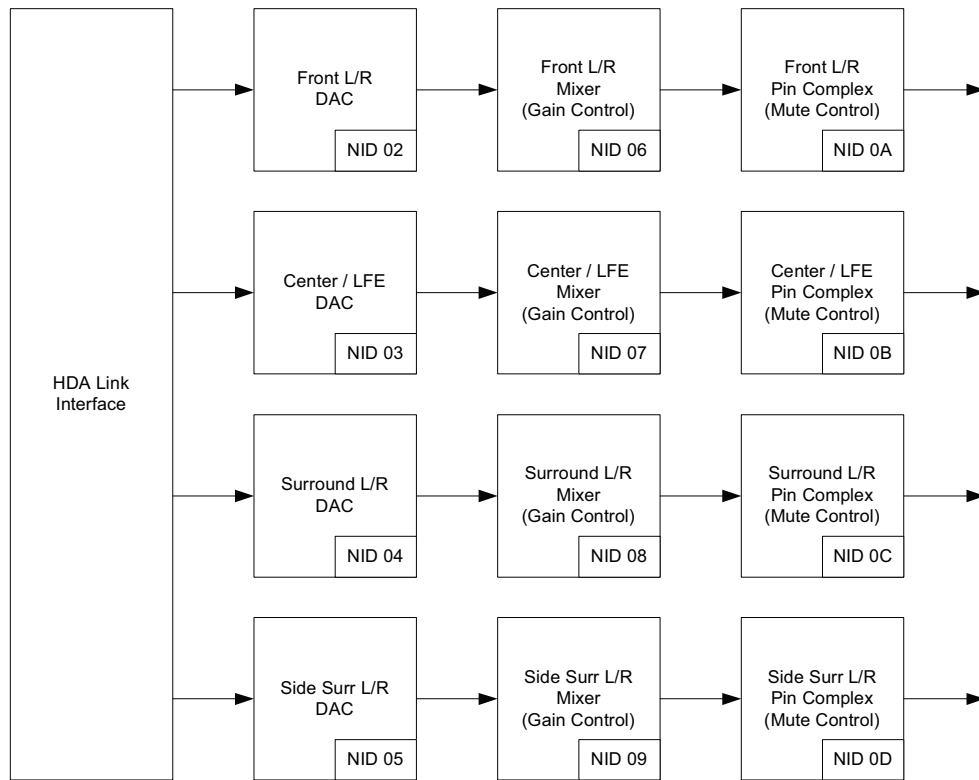 HDA Link
Interface
Front L/R
DAC
NID 02
Front L/R
Mixer
(Gain Control)
NID 06
Front L/R
Pin Complex
(Mute Control)
NID 0A
Center / LFE
DAC
NID 03
Center / LFE
Mixer
(Gain Control)
NID 07
Center / LFE
Pin Complex
(Mute Control)
NID 0B
Surround L/R
DAC
NID 04
Surround L/R
Mixer
(Gain Control)
NID 08
Surround L/R
Pin Complex
(Mute Control)
NID 0C
Side Surr L/R
DAC
NID 05
Side Surr L/R
Mixer
(Gain Control)
NID 09
Side Surr L/R
Pin Complex
(Mute Control)
NID 0D